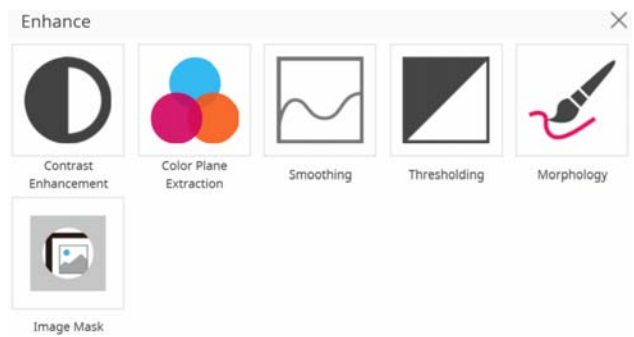 Enhance
Contrast
Enhancement
Color Plane
Extraction
Smoothing
Thresholding
Morphology
Image Mask